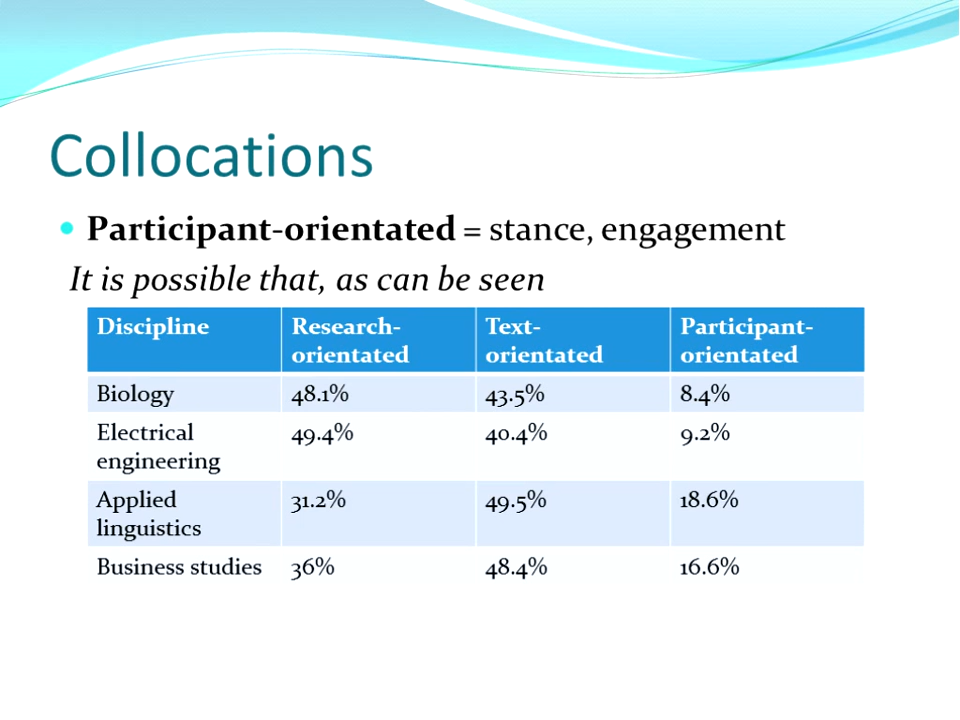 Collocations
Participant-orientated = stance, engagement
It is possible that, as can be seen
Discipline Research-orientated Text-orientated Participant-orientated
Biology 48.1% 43.5% 8.4%
Electrical engineering 49.4% 40.4% 9.2%
Applied linguistics 31.2% 49.5% 18.6%
Business studies 36% 48.4% 16.6%